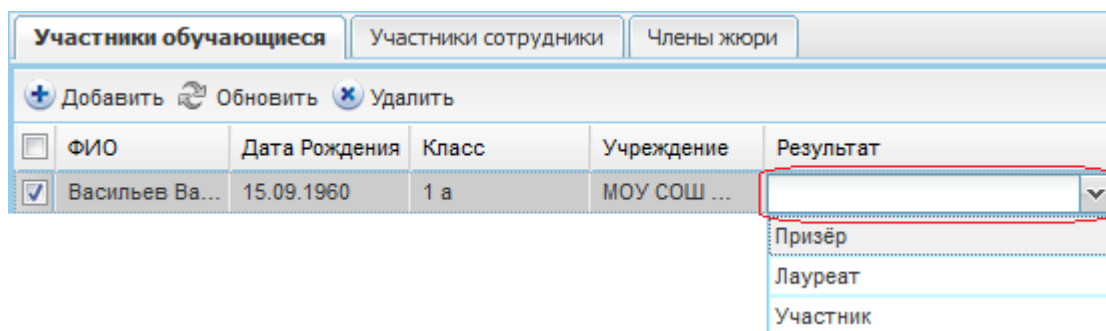 Участники обучающиеся Участники сотрудники Члены жюри
Добавить Обновить Удалить
ФИО Дата Рождения Класс Учреждение Результат
Васильев Ва... 15.09.1960 1 а МОУ СОШ ...
Призёр
Лауреат
Участник